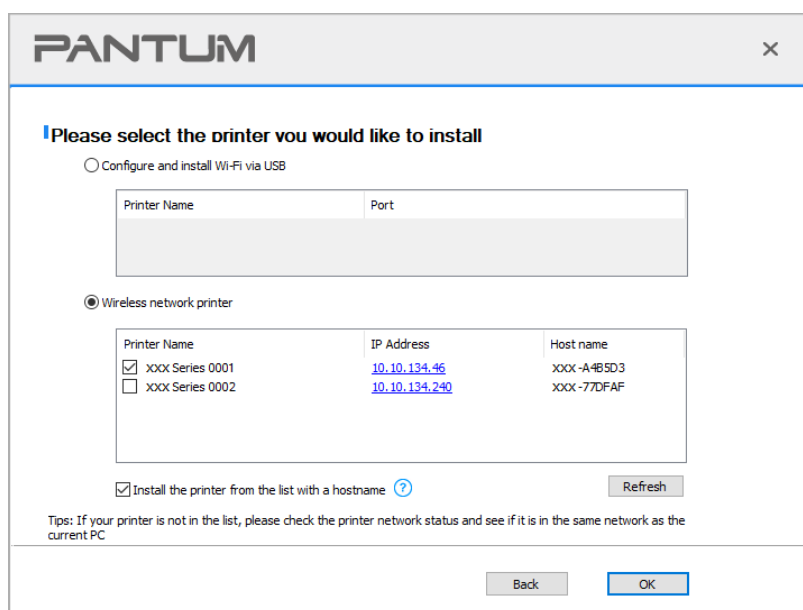 PANTUM
Please select the printer you would like to install
Configure and install Wi-Fi via USB
Printer Name Port
Wireless network printer
Printer Name IP Address Host name
XXX Series 0001 10.10.134.46 XXX-A4B5D3
XXX Series 0002 10.10.134.240 XXX-77DFAF
Install the printer from the list with a hostname ?
Refresh
Tips: If your printer is not in the list, please check the printer network status and see if it is in the same network as the
current PC
Back OK